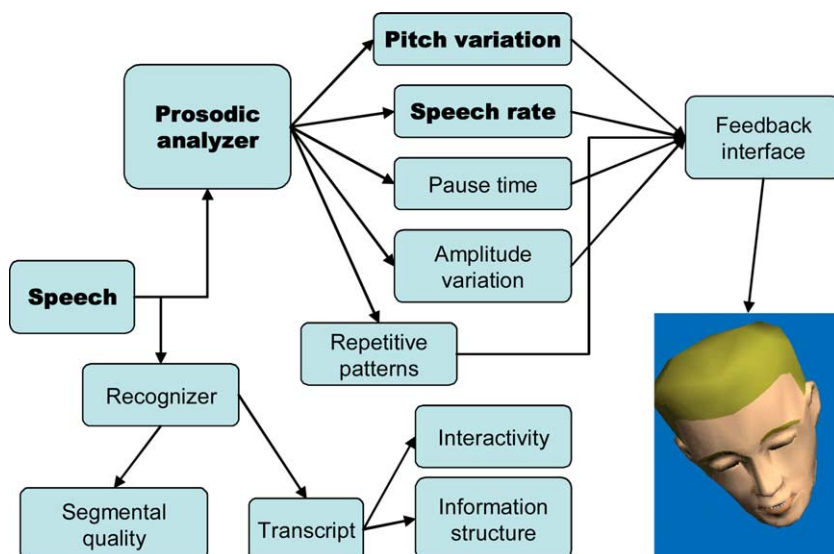 Pitch variation
Prosodic
analyzer
Speech rate
Feedback
interface
Pause time
Amplitude
variation
Speech
Repetitive
patterns
Recognizer
Interactivity
Segmental
quality
Transcript
Information
structure